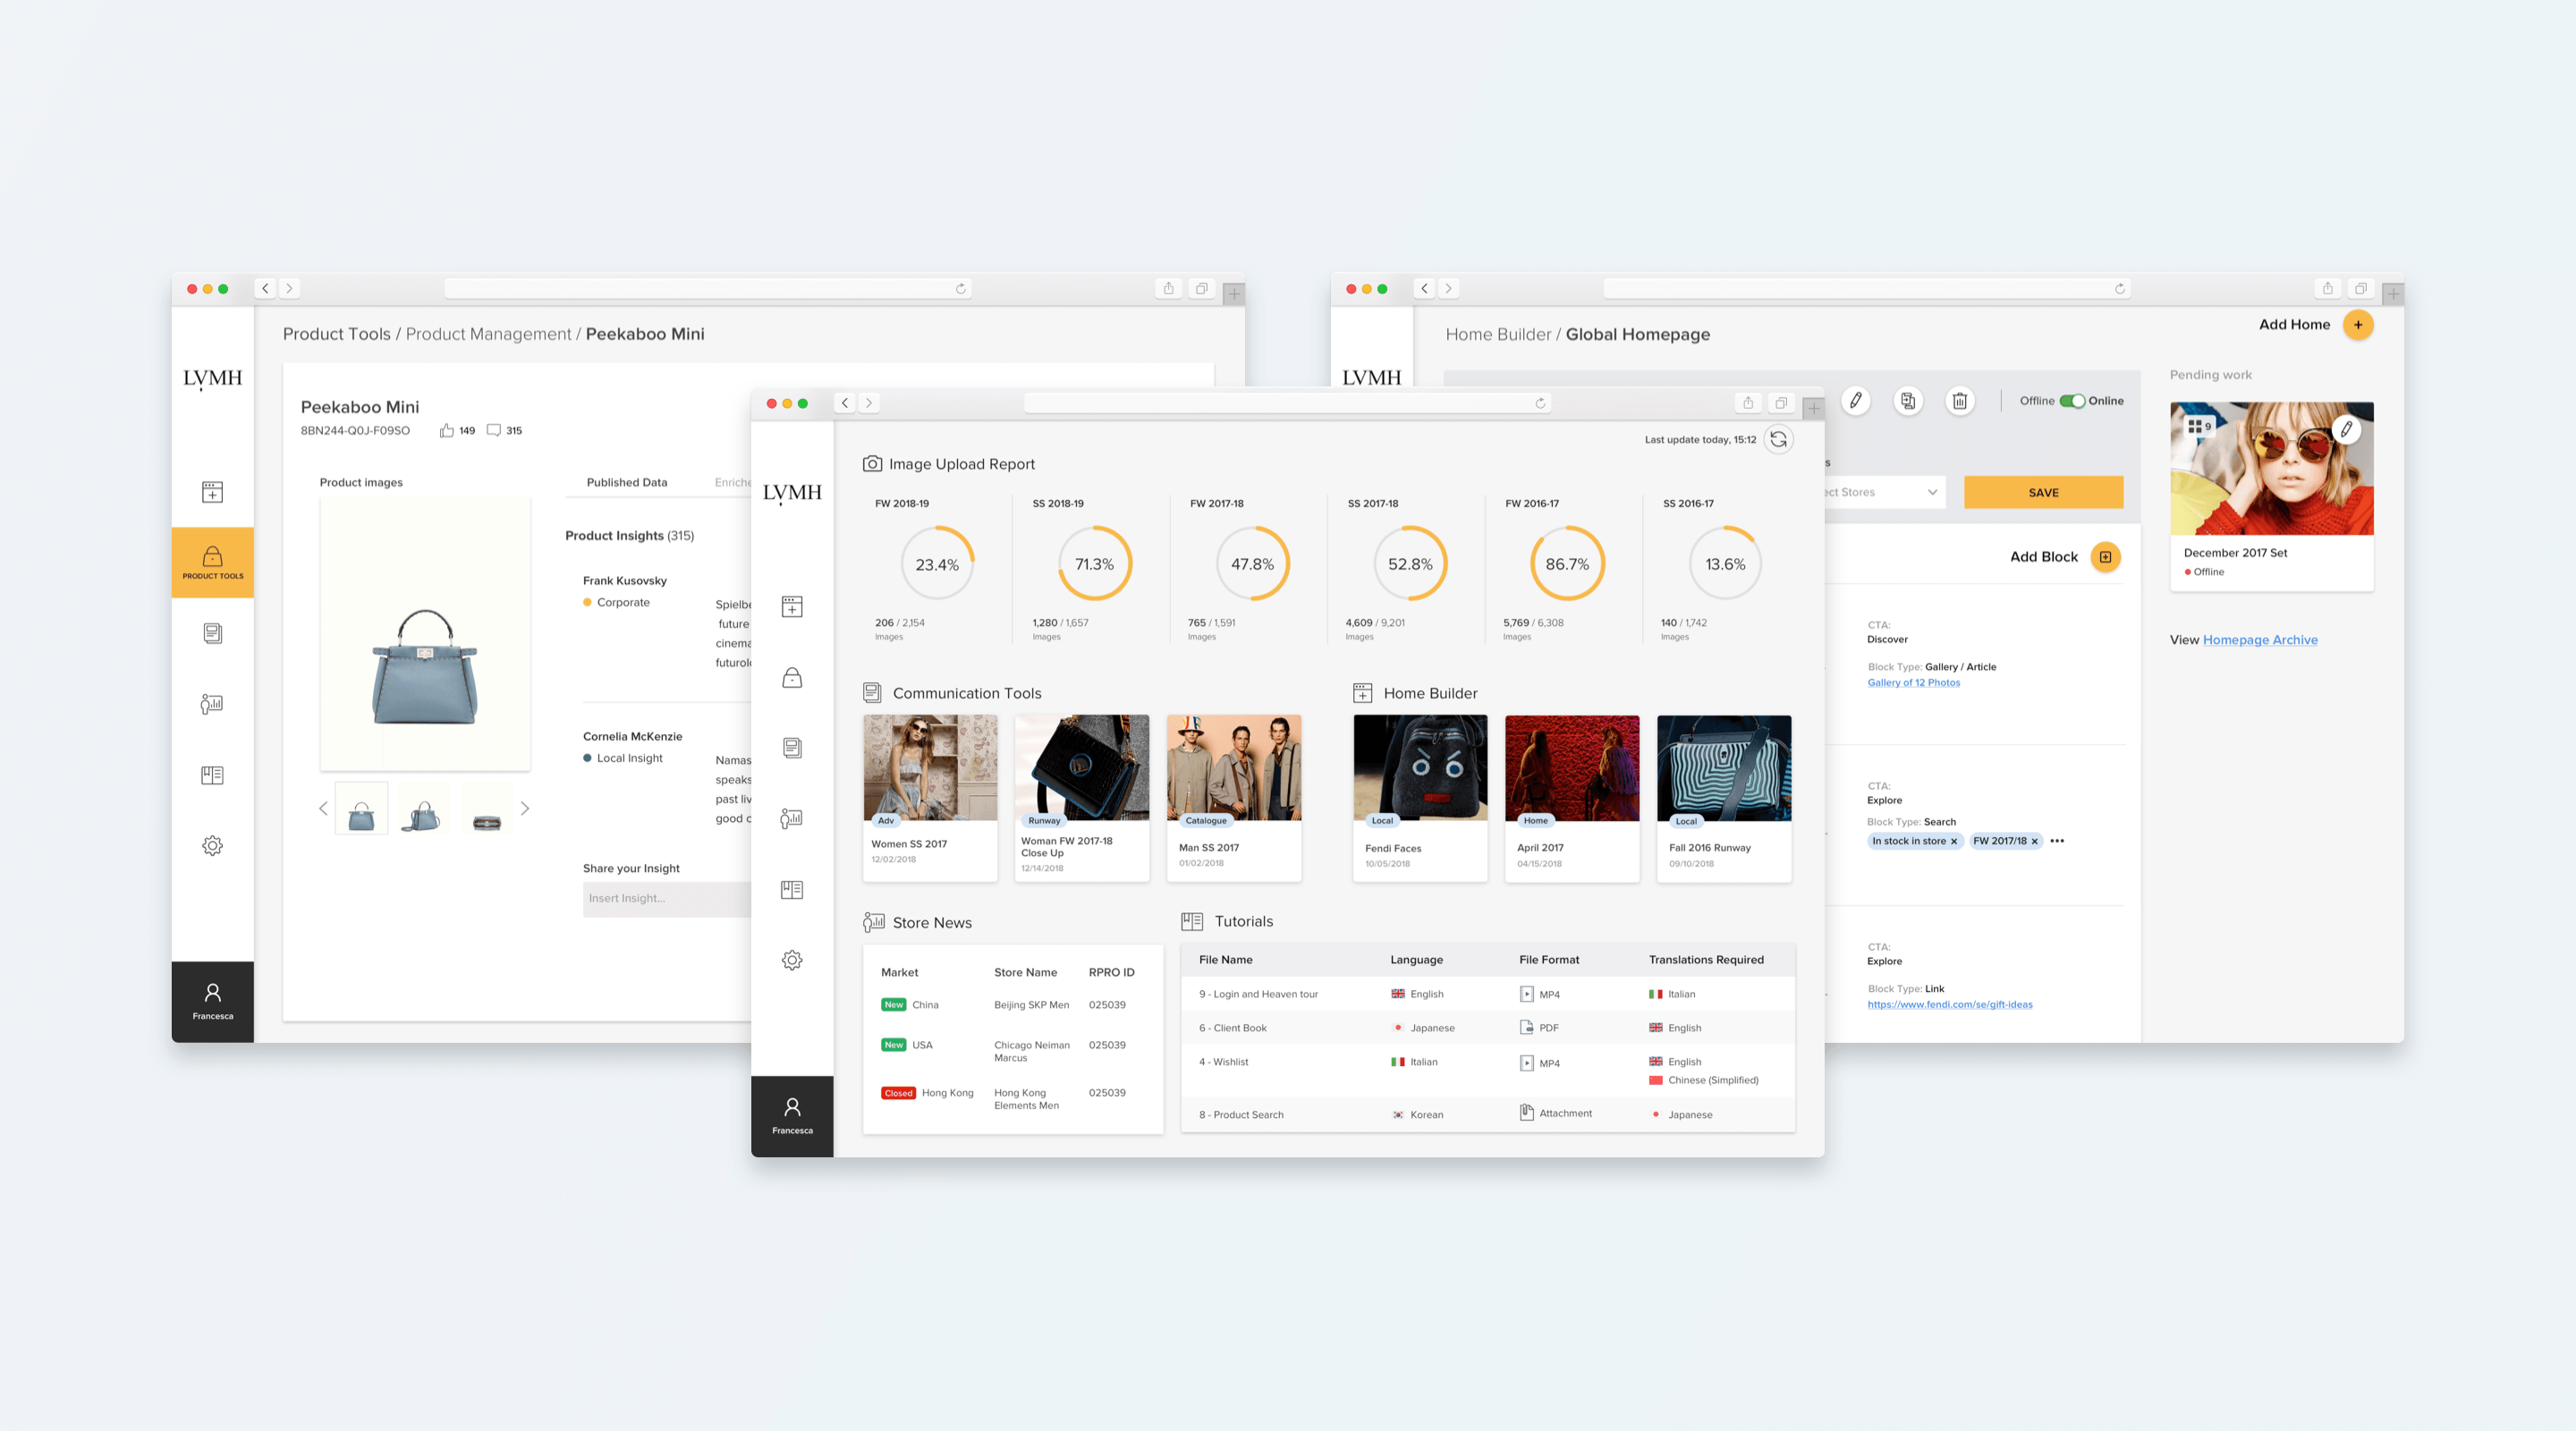 Product Tools / Product Management / Peekaboo Mini
LVMH
Peekaboo Mini
8BN244-Q0J-F09SO 149 315
Product images
Published Data
Product Insights (315)
Frank Kusovsky
Corporate
future
Cornelia McKenzie
Local Insight
speaks
good
Share your Insight
Insert Insight...
PRODUCT TOOLS
Francesca
LVMH
Last update today, 15:12
Image Upload Report
FW 2018-19 SS 2018-19 FW 2017-18 SS 2017-18 FW 2016-17 SS 2016-17
23.4% 71.3% 47.8% 52.8% 86.7% 13.6%
206 / 2,154 1,280 / 1,657 765 / 1,591 4,609 / 9,201 5,769 / 6,308 140 / 1,742
Images Images Images Images Images Images
Communication Tools
Adv
Women SS 2017
12/02/2018
Runway
Woman FW 2017-18
Close Up
12/14/2018
Catalogue
Man SS 2017
01/02/2018
Home Builder
Local
Fendi Faces
10/05/2018
Home
April 2017
04/15/2018
Local
Fall 2016 Runway
09/10/2018
Store News
Market Store Name RPRO ID
New China Beijing SKP Men 025039
New USA Chicago Neiman 025039
Marcus
Closed Hong Kong Hong Kong 025039
Elements Men
Tutorials
File Name Language File Format Translations Required
9 - Login and Heaven tour English MP4 Italian
6 - Client Book Japanese PDF English
4 - Wishlist Italian MP4 English
Chinese (Simplified)
8 - Product Search Korean Attachment Japanese
Francesca
Home Builder / Global Homepage
LVMH
Add Home +
Offline Online
Stores
SAVE
Add Block
CTA:
Discover
Block Type: Gallery / Article
Gallery of 12 Photos
CTA:
Explore
Block Type: Search
In stock in store × FW 2017/18 × •••
CTA:
Explore
Block Type: Link
https://www.fendi.com/se/gift-ideas
Pending work
9
December 2017 Set
Offline
View Homepage Archive